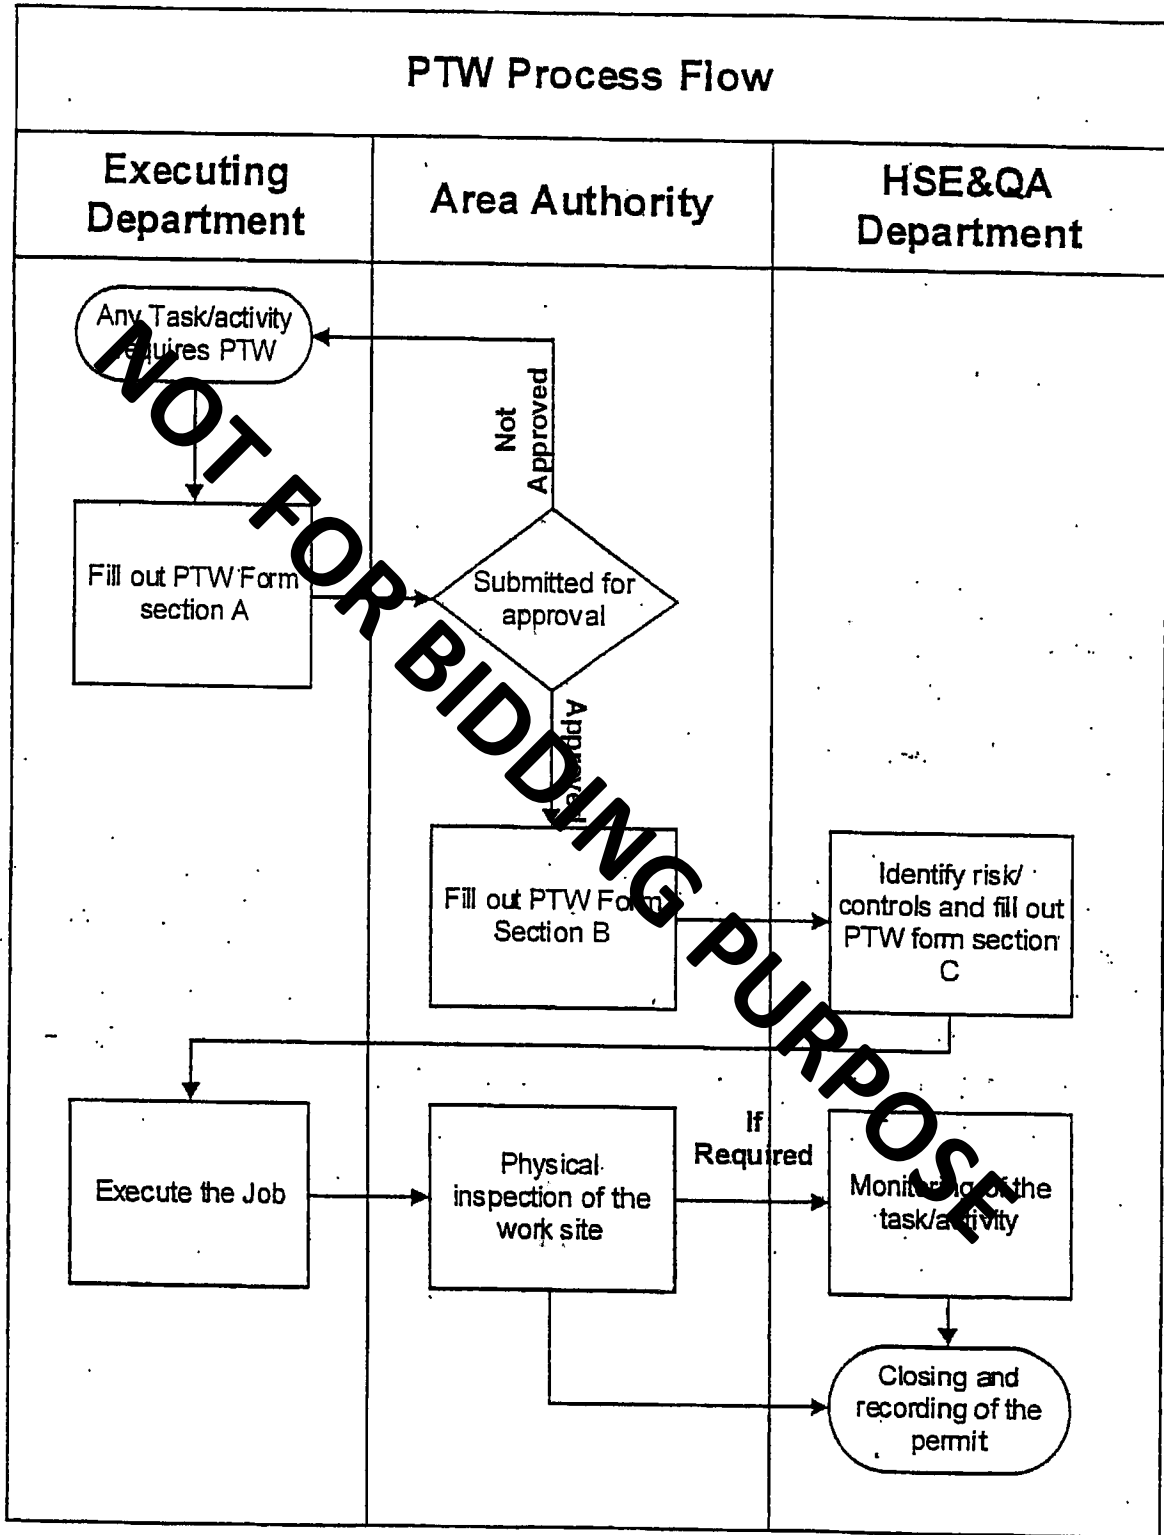 PTW Process Flow
Executing
Department
Area Authority
HSE&QA
Department
Any Task/activity
requires PTW
Not
Approved
Fill out PTW Form
section A
Submitted for
approval
Approved
Fill out PTW Form
Section B
Identify risk/
controls and fill out
PTW form section
C
Execute the Job
Physical
inspection of the
work site
If
Required
Monitoring of the
task/activity
Closing and
recording of the
permit
NOT FOR BIDDING PURPOSE